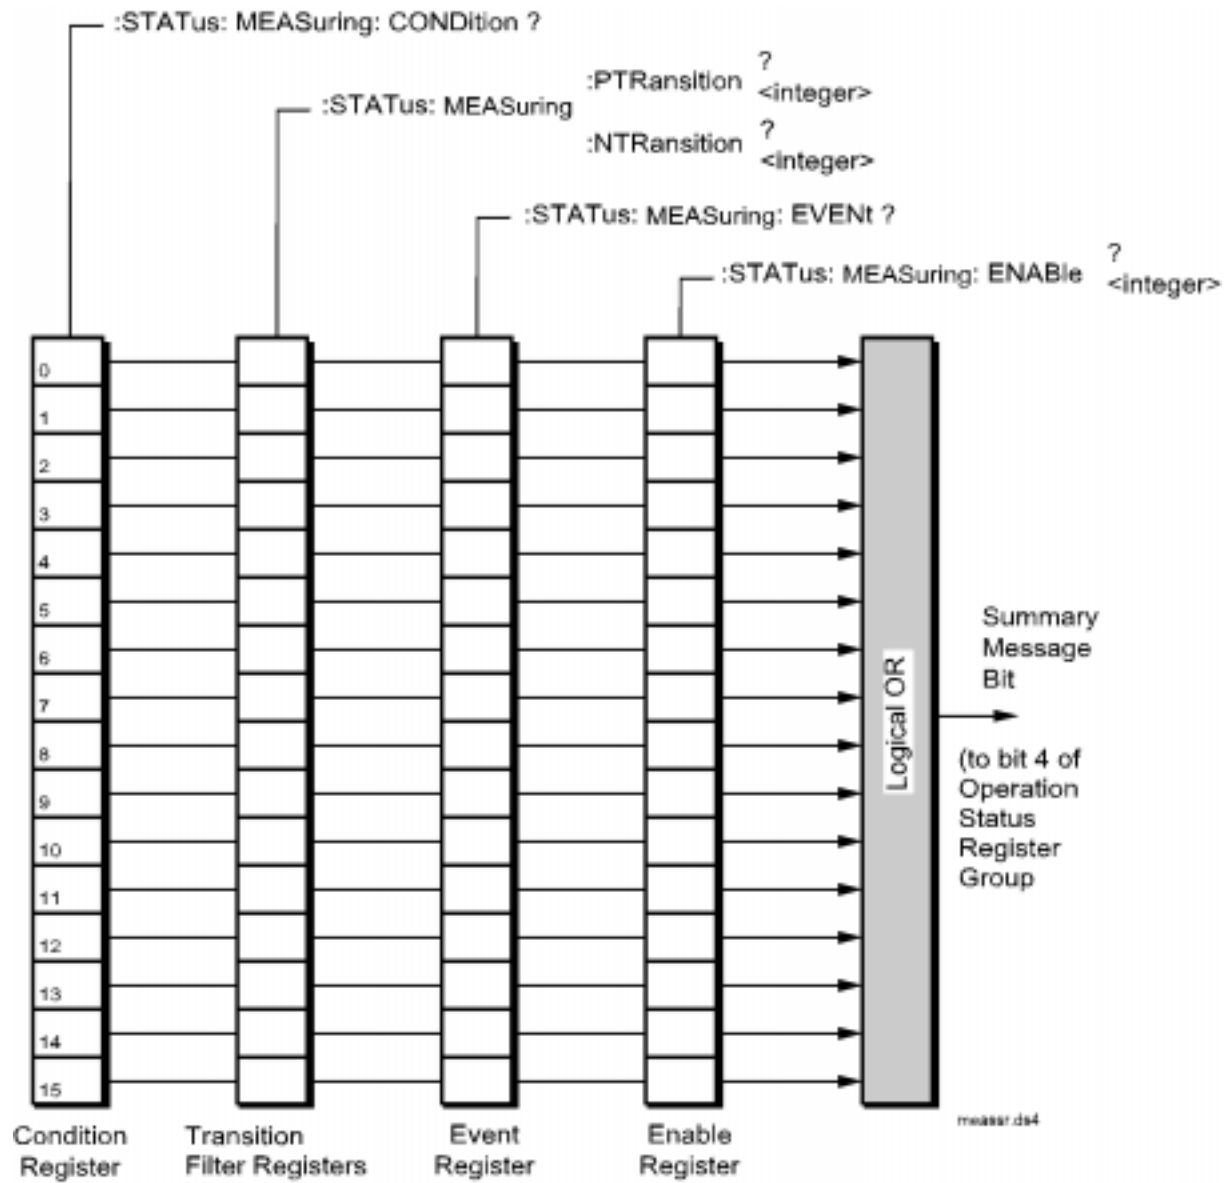 :STATus: MEASuring: CONDition ?
:PTRansition ?
<integer>
:STATus: MEASuring
:NTRansition ?
<integer>
:STATus: MEASuring: EVENt ?
:STATus: MEASuring: ENABle ?
<integer>
0
1
2
3
4
5
6
7
8
9
10
11
12
13
14
15
Logical OR
Summary
Message
Bit
(to bit 4 of
Operation
Status
Register
Group
measr.ds4
Condition
Register
Transition
Filter Registers
Event
Register
Enable
Register